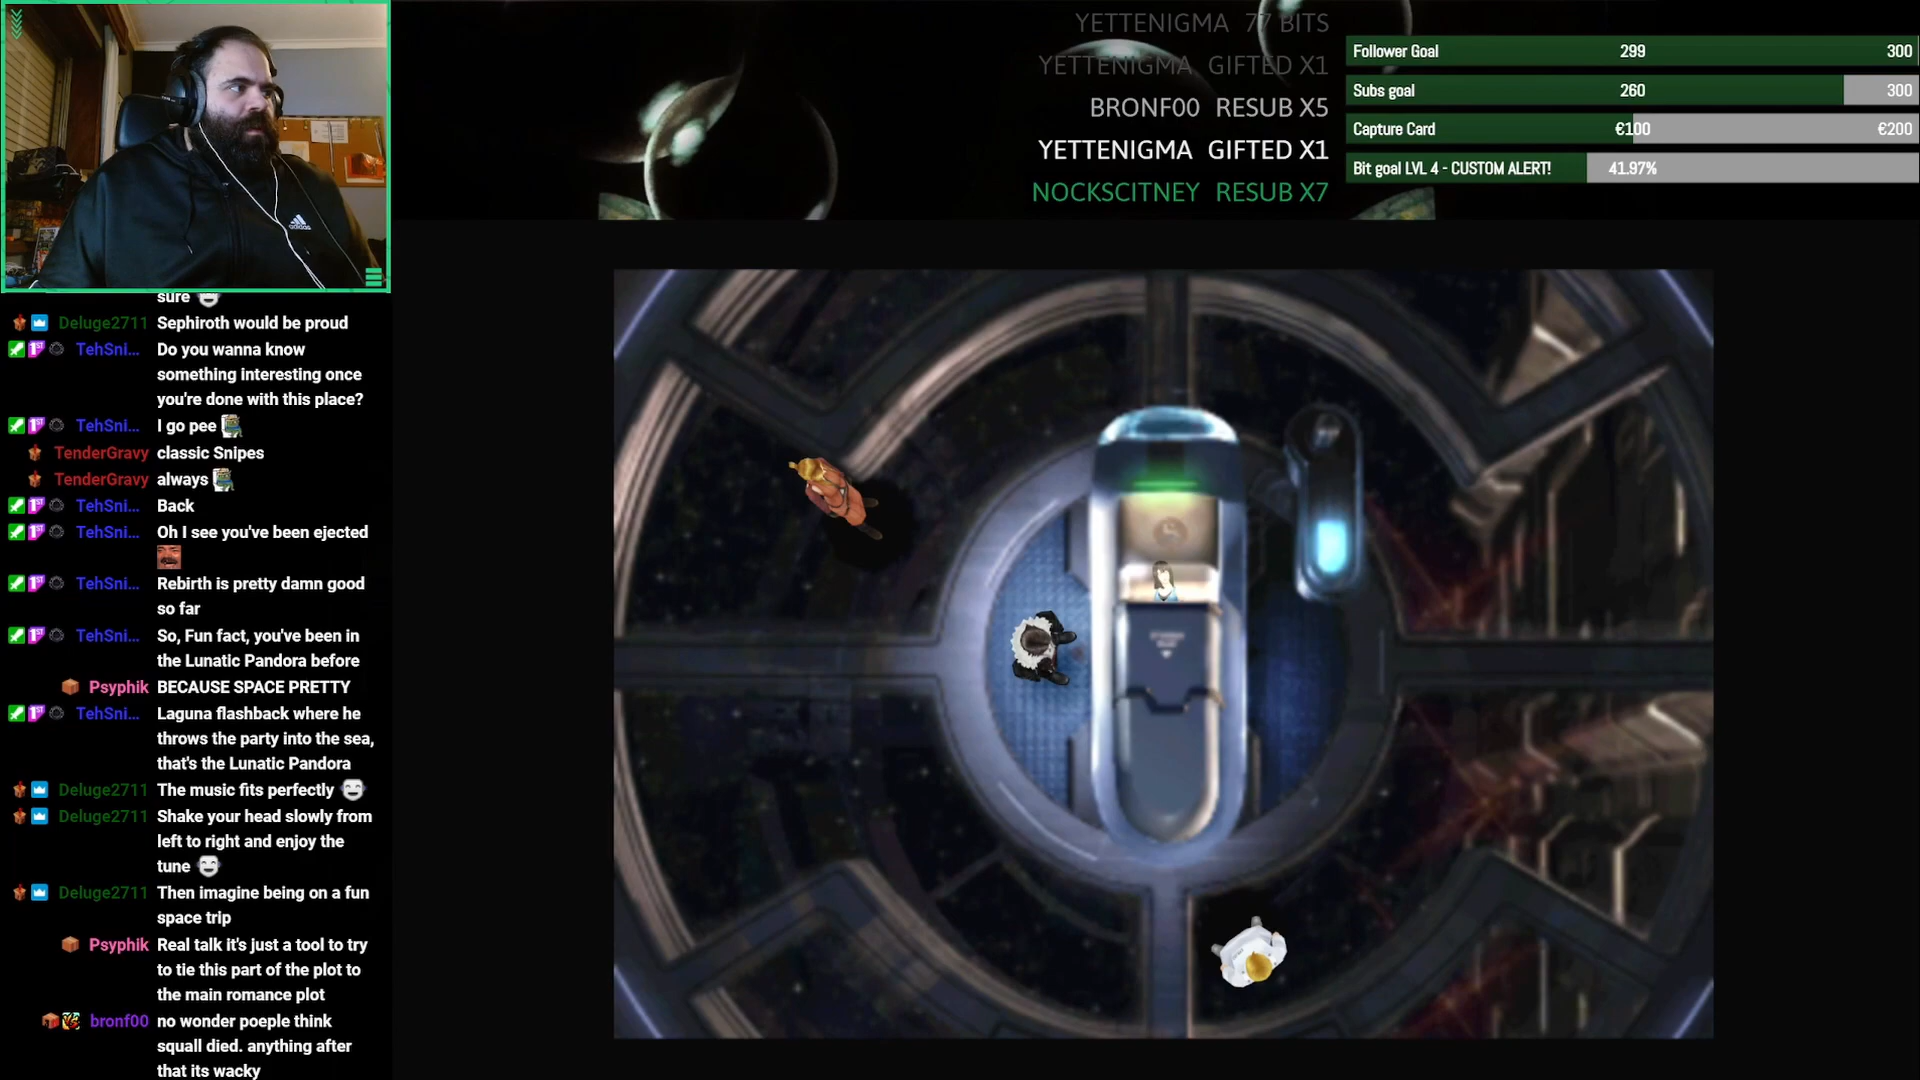 YETTENIGMA 77 BITS
YETTENIGMA GIFTED X1
BRONF00 RESUB X5
YETTENIGMA GIFTED X1
NOCKSCITNEY RESUB X7
Follower Goal 299 300
Subs goal 260 300
Capture Card €100 €200
Bit goal LVL 4 - CUSTOM ALERT! 41.97%
adidas
sure
Deluge2711 Sephiroth would be proud
TehSni... Do you wanna know
something interesting once
you're done with this place?
TehSni... I go pee
TenderGravy classic Snipes
TenderGravy always
TehSni... Back
TehSni... Oh I see you've been ejected
TehSni... Rebirth is pretty damn good
so far
TehSni... So, Fun fact, you've been in
the Lunatic Pandora before
Psyphik BECAUSE SPACE PRETTY
TehSni... Laguna flashback where he
throws the party into the sea,
that's the Lunatic Pandora
Deluge2711 The music fits perfectly
Deluge2711 Shake your head slowly from
left to right and enjoy the
tune
Deluge2711 Then imagine being on a fun
space trip
Psyphik Real talk it's just a tool to try
to tie this part of the plot to
the main romance plot
bronf00 no wonder poeple think
squall died. anything after
that its wacky